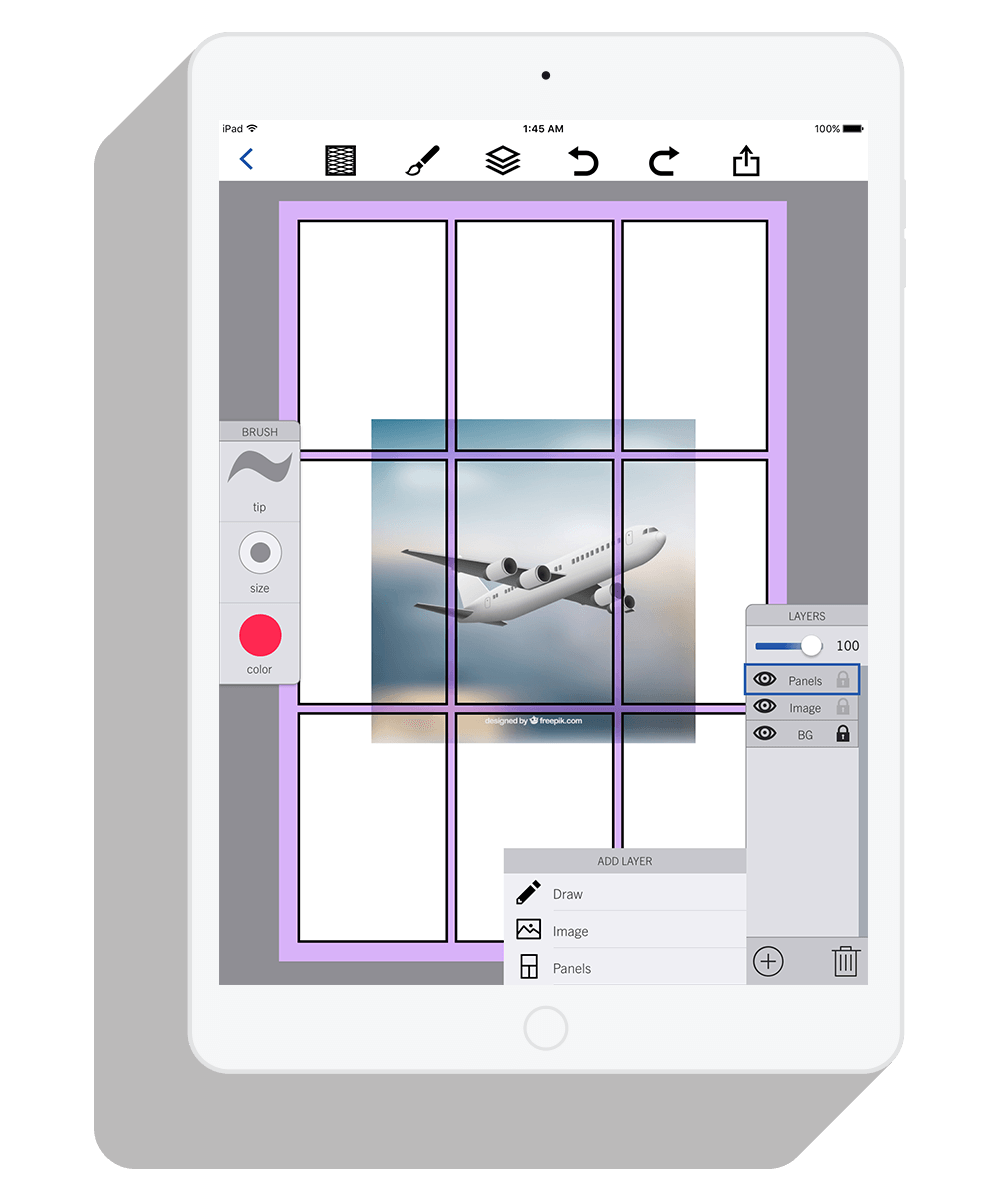 iPad 1:45 AM 100%
BRUSH
tip
size
color
LAYERS
100
Panels
Image
BG
designed by freepik.com
ADD LAYER
Draw
Image
Panels